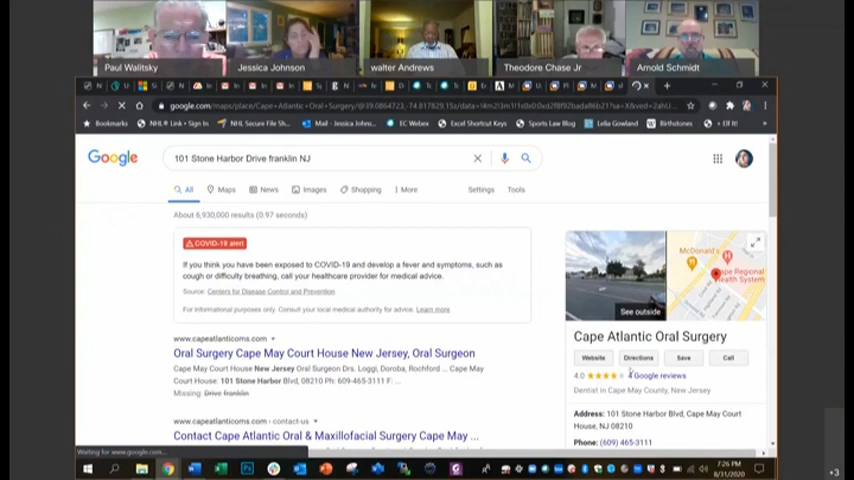 Paul Walitsky
Jessica Johnson
walter Andrews
Theodore Chase Jr
Arnold Schmidt
Bookmarks
NHL® Link • Sign In
NHL Secure File Sh...
Mail - Jessica Johns...
EC Webex
Excel Shortcut Keys
Sports Law Blog
Lella Gowland
Birthstones
Google
101 Stone Harbor Drive franklin NJ
All
Maps
News
Images
Shopping
More
Settings
Tools
About 6,930,000 results (0.97 seconds)
COVID-19 alert
If you think you have been exposed to COVID-19 and develop a fever and symptoms, such as
cough or difficulty breathing, call your healthcare provider for medical advice.
Source: Centers for Disease Control and Prevention
For informational purposes only. Consult your local medical authority for advice. Learn more
www.capeatlanticoms.com
Oral Surgery Cape May Court House New Jersey, Oral Surgeon
Cape May Court House New Jersey Oral Surgeon Drs. Loggi, Doroba, Rochford ... Cape May
Court House: 101 Stone Harbor Blvd, 08210 Ph: 609-465-3111 F: ...
Missing: Drive franklin
www.capeatlanticoms.com › contact-us
Contact Cape Atlantic Oral & Maxillofacial Surgery Cape May ...
McDonald's
Cape Regional
Health System
See outside
Cape Atlantic Oral Surgery
Website
Directions
Save
Call
4.0
4 Google reviews
Dentist in Cape May County, New Jersey
Address: 101 Stone Harbor Blvd, Cape May Court
House, NJ 08210
Phone: (609) 465-3111
Waiting for www.google.com...
7:26 PM
8/31/2020
+3